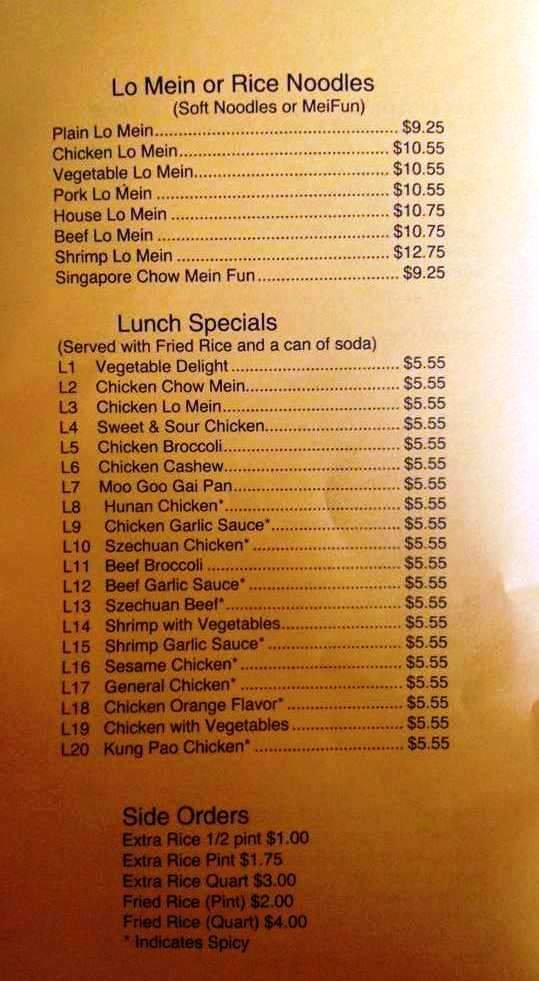 Lo Mein or Rice Noodles
(Soft Noodles or MeiFun)
Plain Lo Mein........................................ $9.25
Chicken Lo Mein................................... $10.55
Vegetable Lo Mein................................ $10.55
Pork Lo Mein ....................................... $10.55
House Lo Mein ..................................... $10.75
Beef Lo Mein ....................................... $10.75
Shrimp Lo Mein .................................... $12.75
Singapore Chow Mein Fun........................ $9.25
Lunch Specials
(Served with Fried Rice and a can of soda)
L1 Vegetable Delight.................................. $5.55
L2 Chicken Chow Mein............................... $5.55
L3 Chicken Lo Mein................................... $5.55
L4 Sweet & Sour Chicken........................... $5.55
L5 Chicken Broccoli................................... $5.55
L6 Chicken Cashew................................... $5.55
L7 Moo Goo Gai Pan.................................. $5.55
L8 Hunan Chicken*.................................... $5.55
L9 Chicken Garlic Sauce*.......................... $5.55
L10 Szechuan Chicken*.............................. $5.55
L11 Beef Broccoli ...................................... $5.55
L12 Beef Garlic Sauce* .............................. $5.55
L13 Szechuan Beef*................................... $5.55
L14 Shrimp with Vegetables........................ $5.55
L15 Shrimp Garlic Sauce* ........................... $5.55
L16 Sesame Chicken* ................................ $5.55
L17 General Chicken* ................................. $5.55
L18 Chicken Orange Flavor* ....................... $5.55
L19 Chicken with Vegetables ...................... $5.55
L20 Kung Pao Chicken* .............................. $5.55
Side Orders
Extra Rice 1/2 pint $1.00
Extra Rice Pint $1.75
Extra Rice Quart $3.00
Fried Rice (Pint) $2.00
Fried Rice (Quart) $4.00
* Indicates Spicy